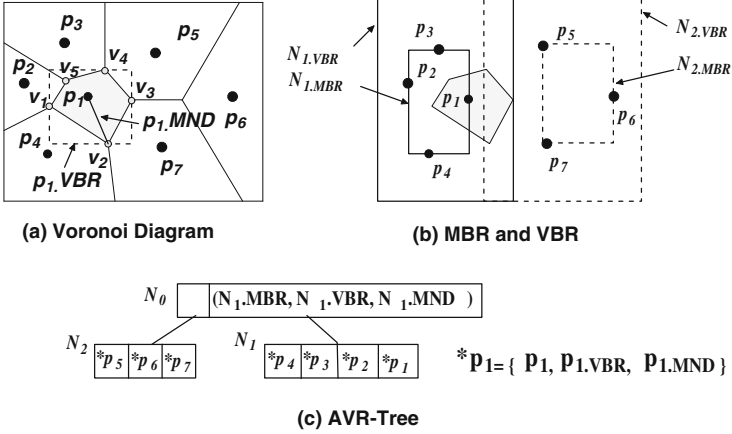 p3
p5
v4
v5
p2
p1
v3
v1
p1.MND
p6
p4
v2
p7
p1.VBR
(a) Voronoi Diagram
N1.VBR
N1.MBR
p3
p2
p1
p4
p5
p6
p7
N2.VBR
N2.MBR
(b) MBR and VBR
N0
(N1.MBR, N 1.VBR, N 1.MND )
N2
*p5 *p6 *p7
N1
*p4 *p3 *p2 *p1
*p1= { p1, p1.VBR, p1.MND }
(c) AVR-Tree